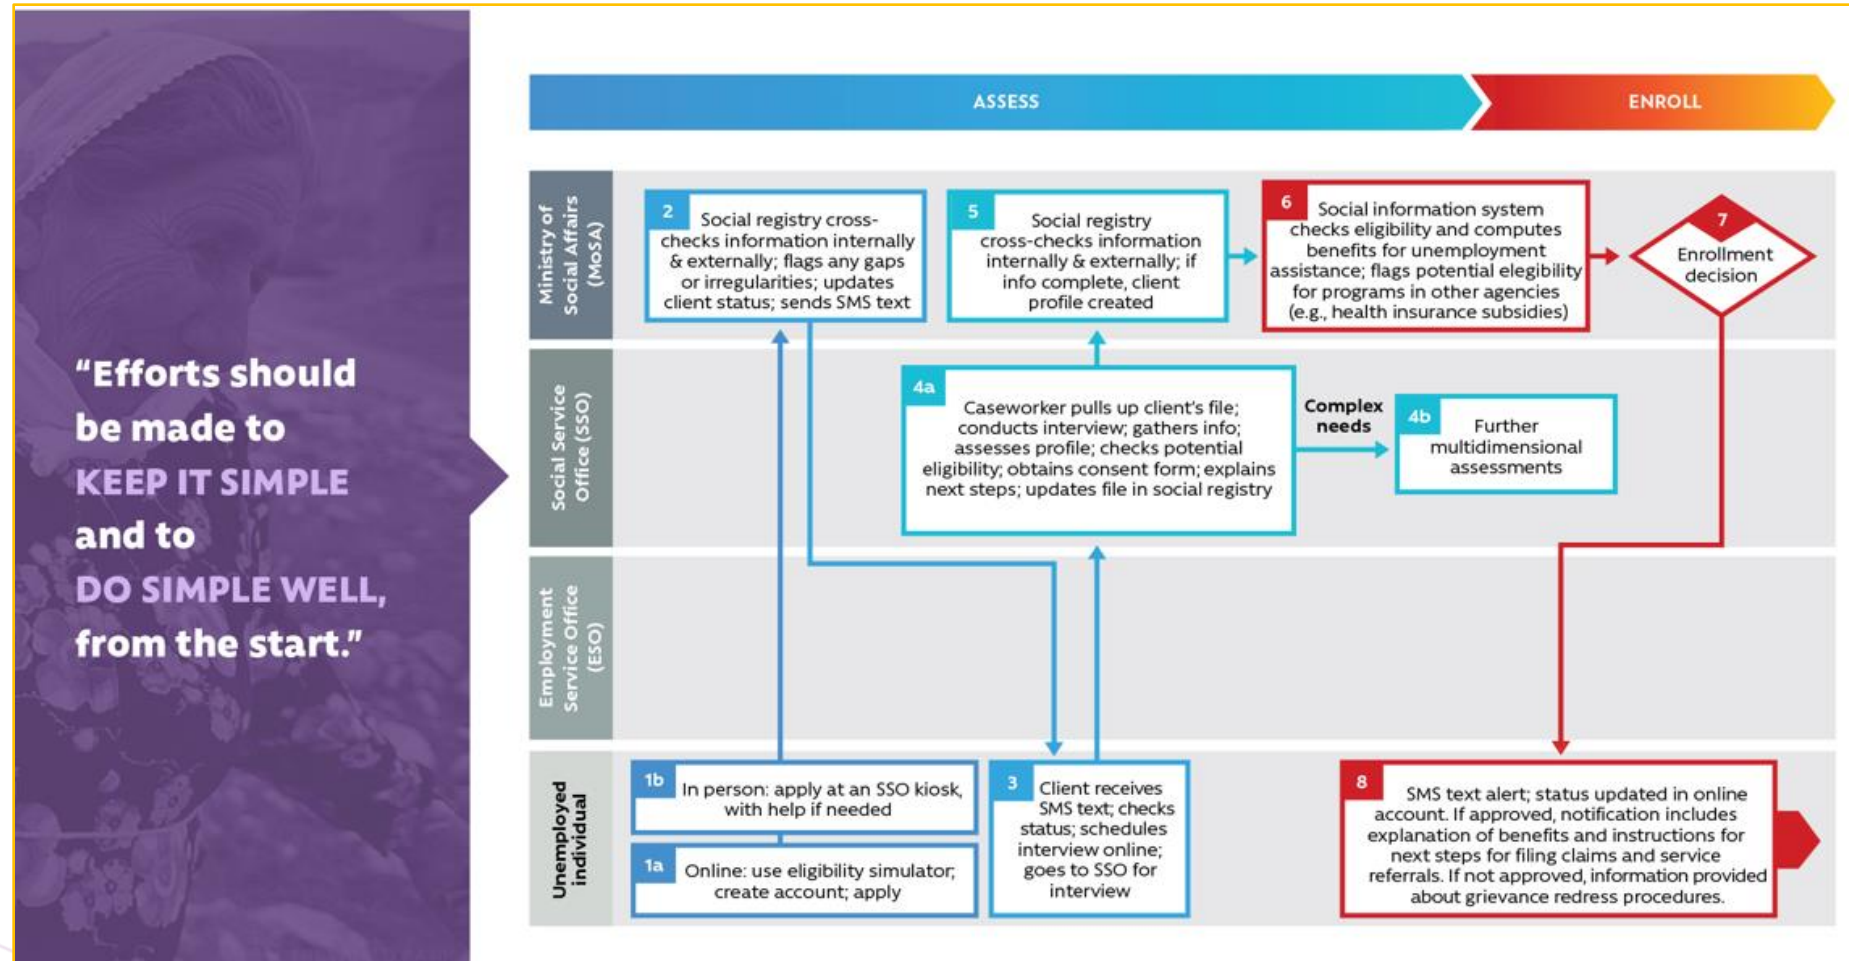 “Efforts should
be made to
KEEP IT SIMPLE
and to
DO SIMPLE WELL,
from the start.”
ASSESS
ENROLL
Ministry of
Social Affairs
(MoSA)
2
Social registry cross-
checks information internally
& externally; flags any gaps
or irregularities; updates
client status; sends SMS text
5
Social registry
cross-checks information
internally & externally; if
info complete, client
profile created
6
Social information system
checks eligibility and computes
benefits for unemployment
assistance; flags potential elegibility
for programs in other agencies
(e.g., health insurance subsidies)
7
Enrollment
decision
Social Service
Office (SSO)
4a
Caseworker pulls up client’s file;
conducts interview; gathers info;
assesses profile; checks potential
eligibility; obtains consent form; explains
next steps; updates file in social registry
Complex
needs
4b
Further
multidimensional
assessments
Employment
Service Office
(ESO)
Unemployed
individual
1b
In person: apply at an SSO kiosk,
with help if needed
1a
Online: use eligibility simulator;
create account; apply
3
Client receives
SMS text; checks
status; schedules
interview online;
goes to SSO for
interview
8
SMS text alert; status updated in online
account. If approved, notification includes
explanation of benefits and instructions for
next steps for filing claims and service
referrals. If not approved, information provided
about grievance redress procedures.